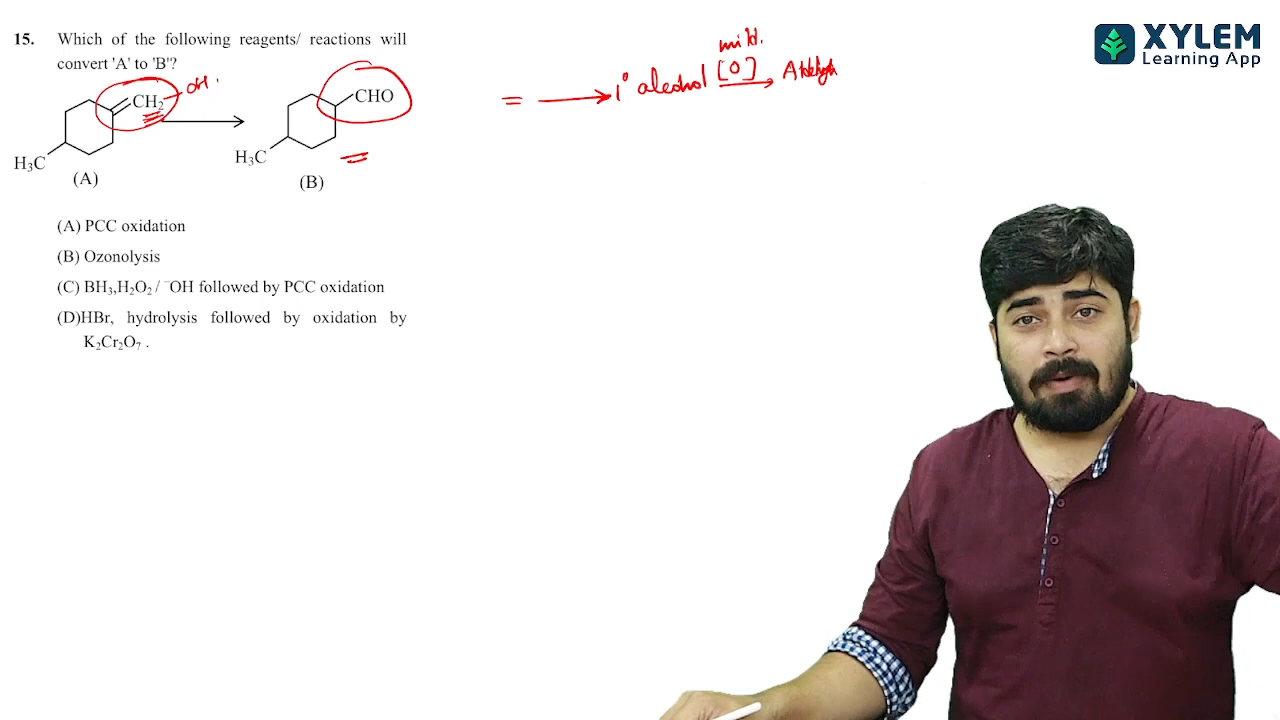 15. Which of the following reagents/ reactions will
convert 'A' to 'B'?
CH₂
OH
H₃C
(A)
CHO
H₃C
(B)
(A) PCC oxidation
(B) Ozonolysis
(C) BH₃,H₂O₂ / ⁻OH followed by PCC oxidation
(D)HBr, hydrolysis followed by oxidation by
K₂Cr₂O₇ .
mild.
= → 1° alcohol [O] →
XYLEM
Learning App